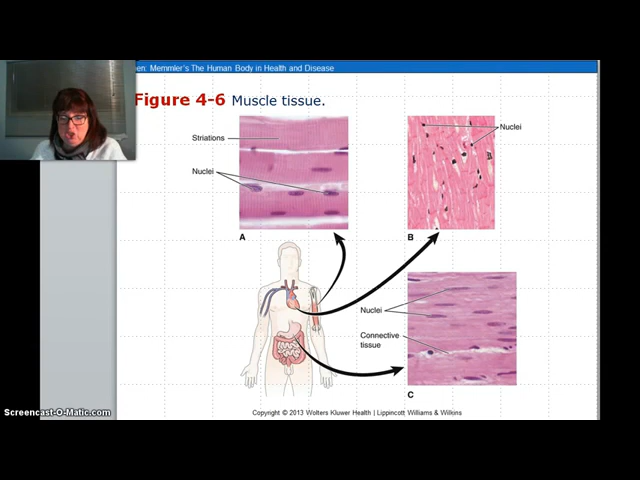 een: Memmler's The Human Body in Health and Disease
Figure 4-6 Muscle tissue.
Striations
Nuclei
A
Nuclei
B
Nuclei
Connective
tissue
C
Copyright © 2013 Wolters Kluwer Health | Lippincott Williams & Wilkins
Screencast-O-Matic.com